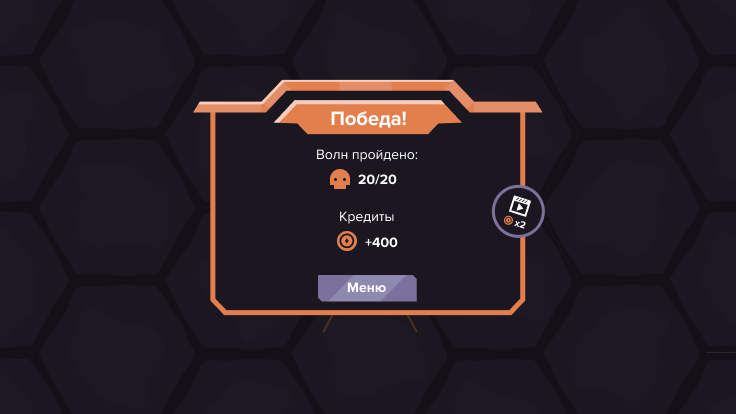 Победа!
Волн пройдено:
20/20
Кредиты
+400
x2
Меню